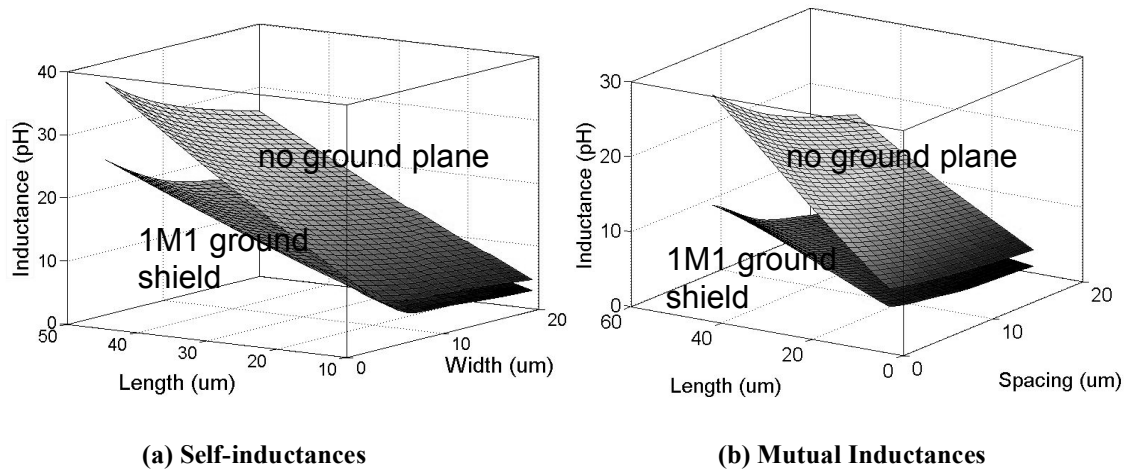 40
30
20
10
0
Inductance (pH)
no ground plane
1M1 ground
shield
50
40
30
20
10
Length (um)
0
10
20
Width (um)
30
20
10
0
Inductance (pH)
no ground plane
1M1 ground
shield
60
40
20
0
Length (um)
0
10
20
Spacing (um)
(a) Self-inductances
(b) Mutual Inductances